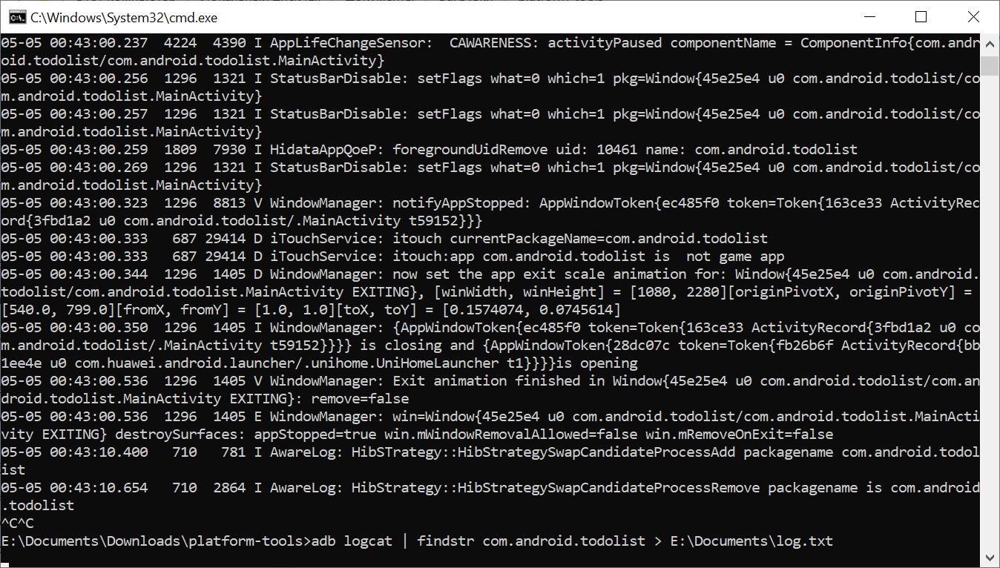 C:\Windows\System32\cmd.exe
05-05 00:43:00.237  4224  4390 I AppLifeChangeSensor:  CAWARENESS: activityPaused componentName = ComponentInfo{com.andr
oid.todolist/com.android.todolist.MainActivity}
05-05 00:43:00.256  1296  1321 I StatusBarDisable: setFlags what=0 which=1 pkg=Window{45e25e4 u0 com.android.todolist/co
m.android.todolist.MainActivity}
05-05 00:43:00.257  1296  1321 I StatusBarDisable: setFlags what=0 which=1 pkg=Window{45e25e4 u0 com.android.todolist/co
m.android.todolist.MainActivity}
05-05 00:43:00.259  1809  7930 I HidataAppQoeP: foregroundUidRemove uid: 10461 name: com.android.todolist
05-05 00:43:00.269  1296  1321 I StatusBarDisable: setFlags what=0 which=1 pkg=Window{45e25e4 u0 com.android.todolist/co
m.android.todolist.MainActivity}
05-05 00:43:00.323  1296  8813 V WindowManager: notifyAppStopped: AppWindowToken{ec485f0 token=Token{163ce33 ActivityRec
ord{3fbd1a2 u0 com.android.todolist/.MainActivity t59152}}}
05-05 00:43:00.333   687 29414 D iTouchService: itouch currentPackageName=com.android.todolist
05-05 00:43:00.333   687 29414 D iTouchService: itouch:app com.android.todolist is  not game app
05-05 00:43:00.344  1296  1405 D WindowManager: now set the app exit scale animation for: Window{45e25e4 u0 com.android.
todolist/com.android.todolist.MainActivity EXITING}, [winWidth, winHeight] = [1080, 2280][originPivotX, originPivotY] =
[540.0, 799.0][fromX, fromY] = [1.0, 1.0][toX, toY] = [0.1574074, 0.0745614]
05-05 00:43:00.350  1296  1405 I WindowManager: {AppWindowToken{ec485f0 token=Token{163ce33 ActivityRecord{3fbd1a2 u0 co
m.android.todolist/.MainActivity t59152}}}} is closing and {AppWindowToken{28dc07c token=Token{fb26b6f ActivityRecord{bb
1ee4e u0 com.huawei.android.launcher/.unihome.UniHomeLauncher t1}}}}is opening
05-05 00:43:00.536  1296  1405 V WindowManager: Exit animation finished in Window{45e25e4 u0 com.android.todolist/com.an
droid.todolist.MainActivity EXITING}: remove=false
05-05 00:43:00.536  1296  1405 E WindowManager: win=Window{45e25e4 u0 com.android.todolist/com.android.todolist.MainActi
vity EXITING} destroySurfaces: appStopped=true win.mWindowRemovalAllowed=false win.mRemoveOnExit=false
05-05 00:43:10.400   710   781 I AwareLog: HibSTrategy::HibStrategySwapCandidateProcessAdd packagename com.android.todol
ist
05-05 00:43:10.654   710  2864 I AwareLog: HibStrategy::HibStrategySwapCandidateProcessRemove packagename is com.android
.todolist
^C^C
E:\Documents\Downloads\platform-tools>adb logcat | findstr com.android.todolist > E:\Documents\log.txt